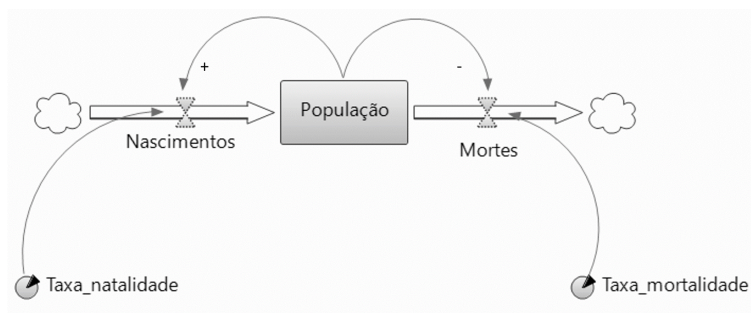 +
-
População
Nascimentos
Mortes
Taxa_natalidade
Taxa_mortalidade